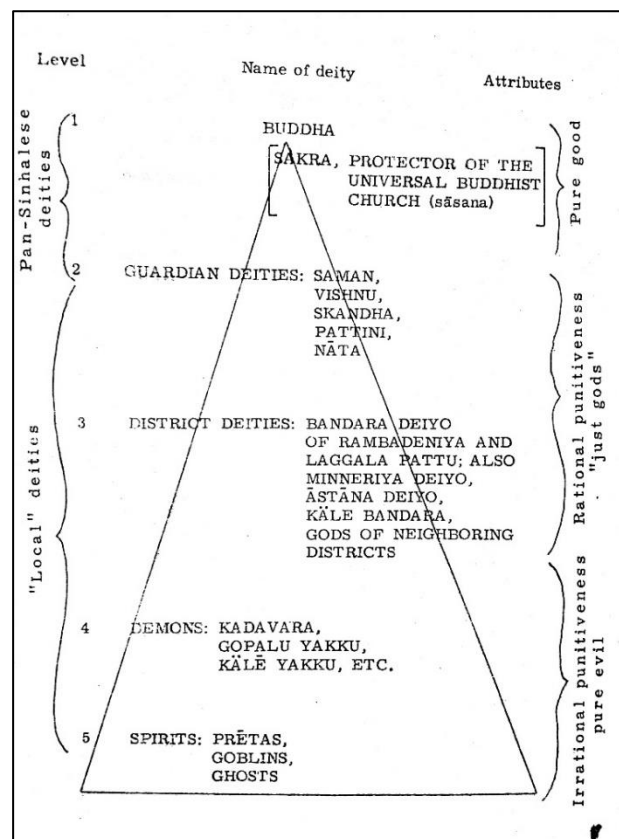 Level Name of deity Attributes
1 BUDDHA
SAKRA, PROTECTOR OF THE
UNIVERSAL BUDDHIST
CHURCH (sāsana)
2 GUARDIAN DEITIES: SAMAN,
VISHNU,
SKANDHA,
PATTINI,
NĀTA
3 DISTRICT DEITIES: BANDARA DEIYO
OF RAMBADENIYA AND
LAGGALA PATTU; ALSO
MINNERIYA DEIYO,
ĀSTĀNA DEIYO,
KÄLE BANDARA,
GODS OF NEIGHBORING
DISTRICTS
4 DEMONS: KADAVARA,
GOPALU YAKKU,
KÄLĒ YAKKU, ETC.
5 SPIRITS: PRĒTAS,
GOBLINS,
GHOSTS
Pan-Sinhalese
deities
"Local" deities
Pure good
Rational punitiveness
"just gods"
Irrational punitiveness
pure evil